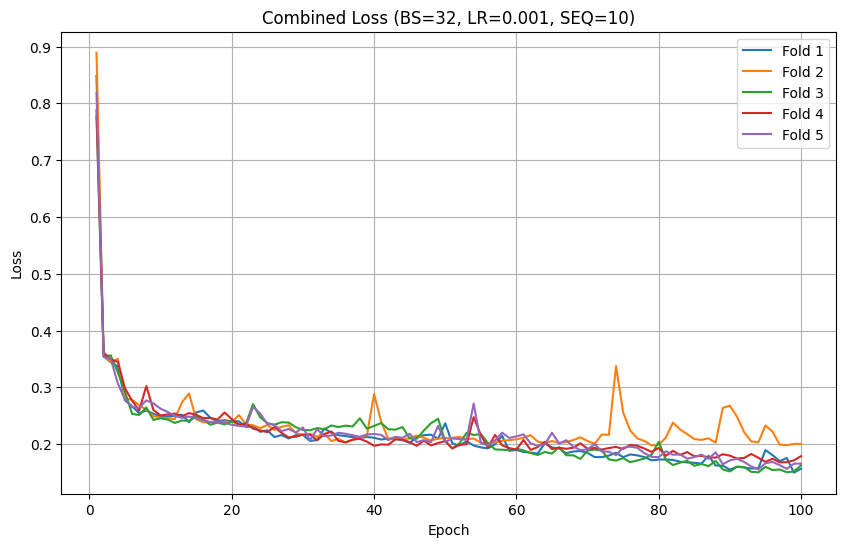 Combined Loss (BS=32, LR=0.001, SEQ=10)
Fold 1
Fold 2
Fold 3
Fold 4
Fold 5
Loss
0.9
0.8
0.7
0.6
0.5
0.4
0.3
0.2
0 20 40 60 80 100
Epoch